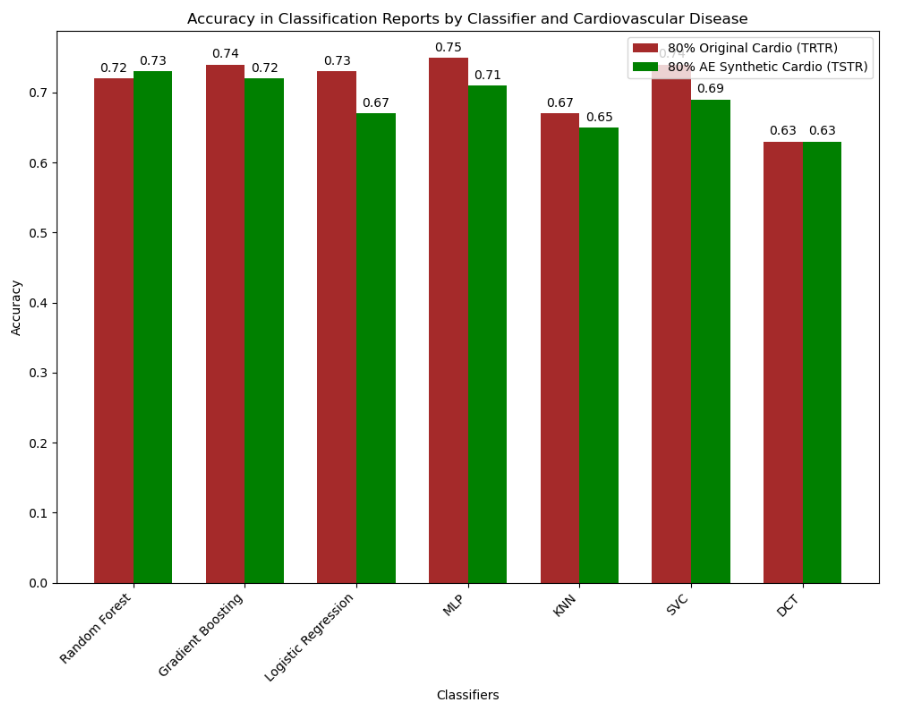 Accuracy in Classification Reports by Classifier and Cardiovascular Disease
80% Original Cardio (TRTR)
80% AE Synthetic Cardio (TSTR)
0.72 0.73 0.74 0.72 0.73 0.67 0.75 0.71 0.67 0.65 0.74 0.69 0.63 0.63
0.7
0.6
0.5
0.4
0.3
0.2
0.1
0.0
Accuracy
Random Forest
Gradient Boosting
Logistic Regression
MLP
KNN
SVC
DCT
Classifiers